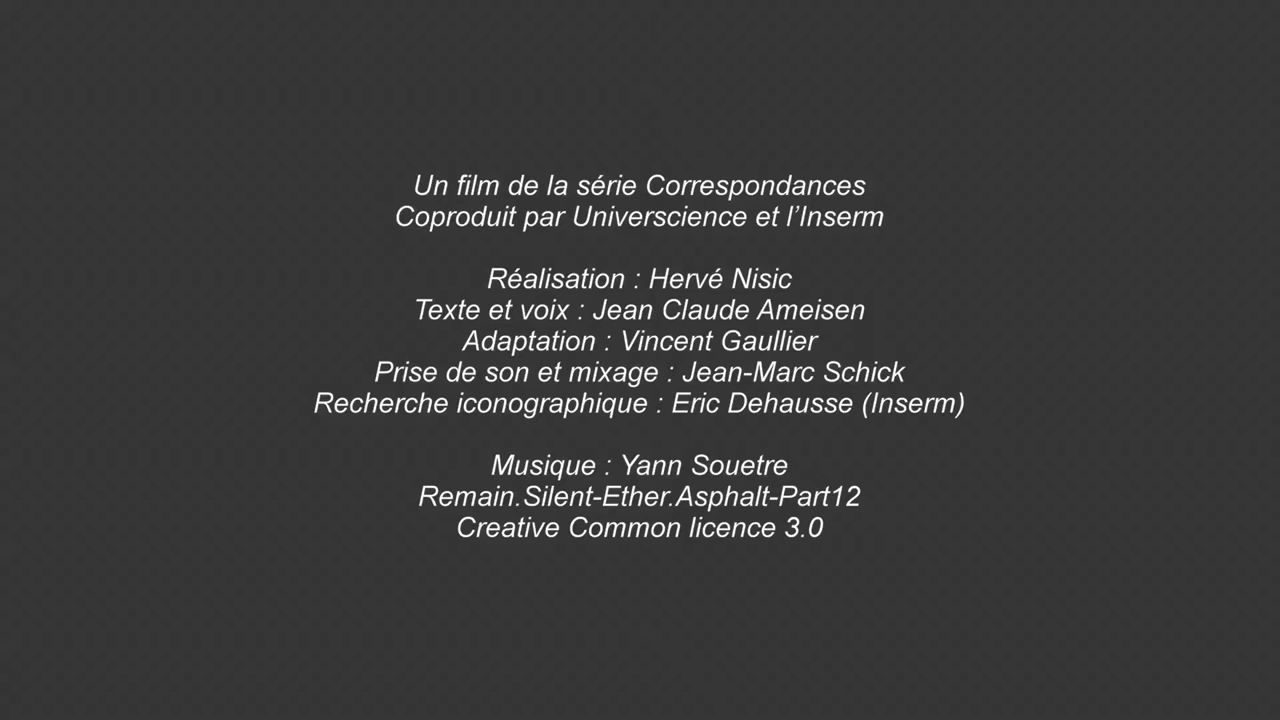 Un film de la série Correspondances
Coproduit par Universcience et l’Inserm
Réalisation : Hervé Nisic
Texte et voix : Jean Claude Ameisen
Adaptation : Vincent Gaullier
Prise de son et mixage : Jean-Marc Schick
Recherche iconographique : Eric Dehausse (Inserm)
Musique : Yann Souetre
Remain.Silent-Ether.Asphalt-Part12
Creative Common licence 3.0